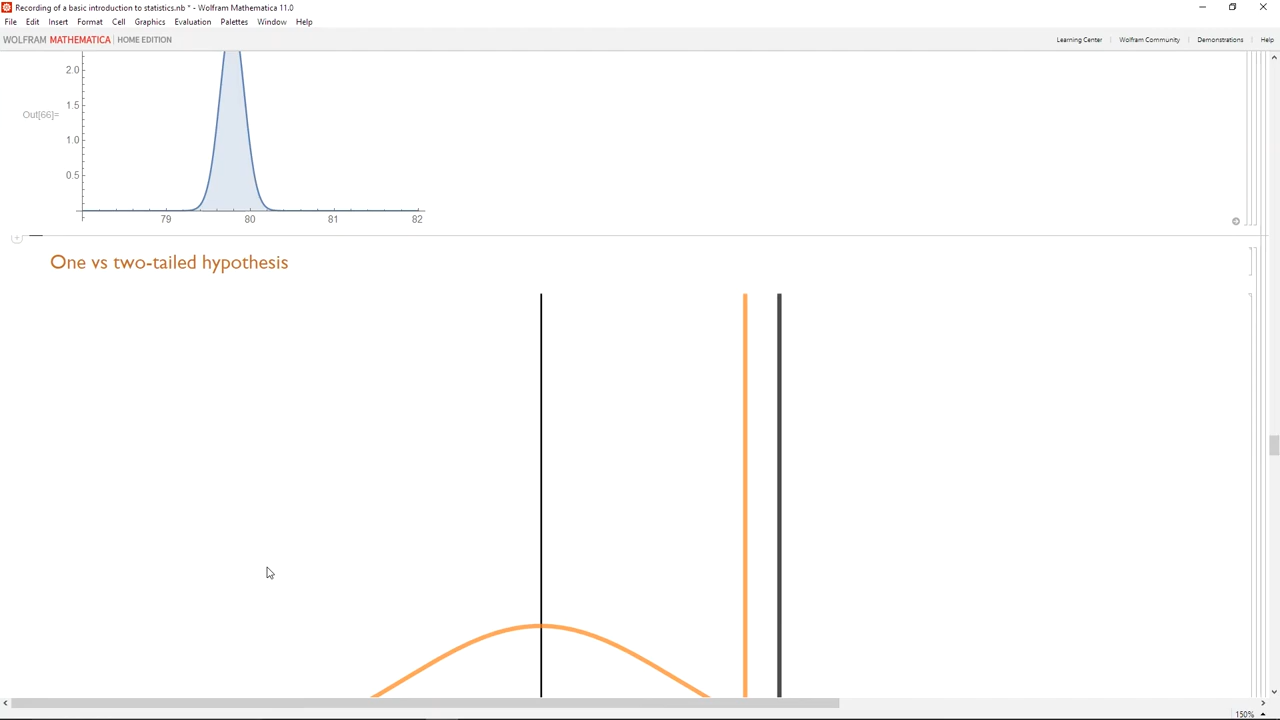 Recording of a basic introduction to statistics.nb * - Wolfram Mathematica 11.0
File Edit Insert Format Cell Graphics Evaluation Palettes Window Help
WOLFRAM MATHEMATICA | HOME EDITION
Learning Center | Wolfram Community | Demonstrations | Help
2.0
Out[66]=
1.5
1.0
0.5
79 80 81 82
One vs two-tailed hypothesis
150%